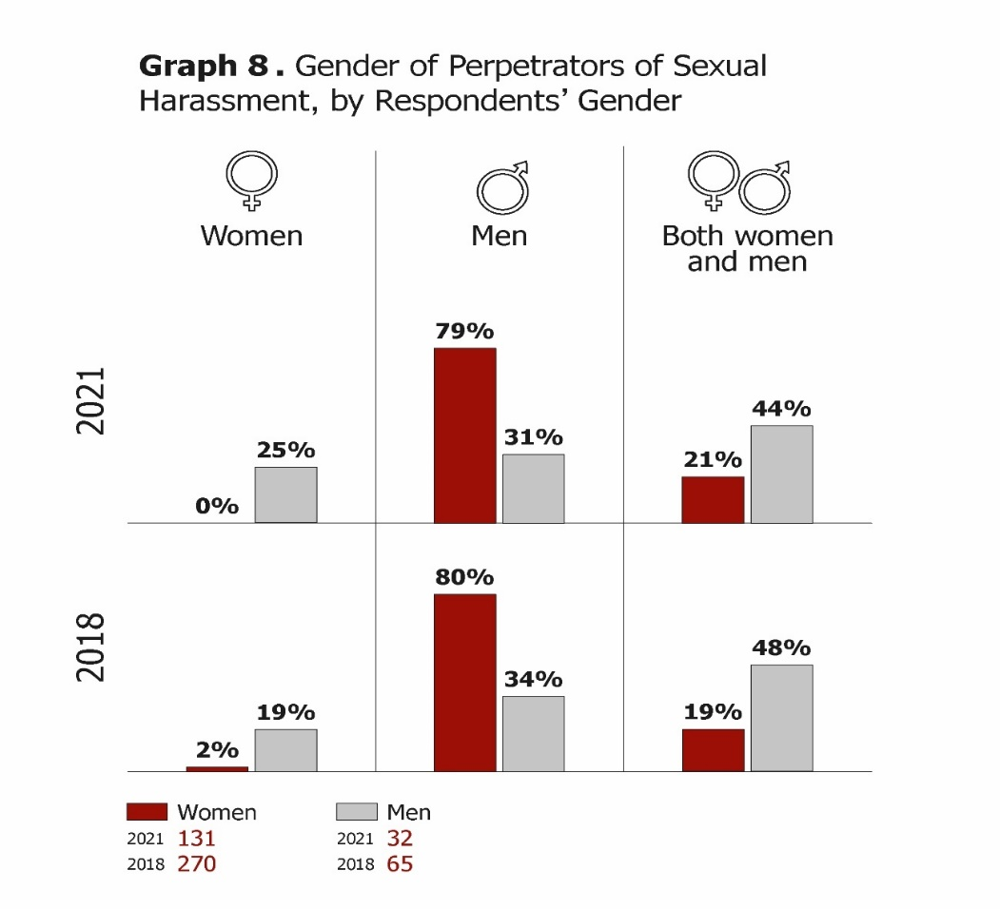 Graph 8. Gender of Perpetrators of Sexual
Harassment, by Respondents’ Gender
Women
Men
Both women
and men
2021
0%
25%
79%
31%
21%
44%
2018
2%
19%
80%
34%
19%
48%
Women
2021 131
2018 270
Men
2021 32
2018 65